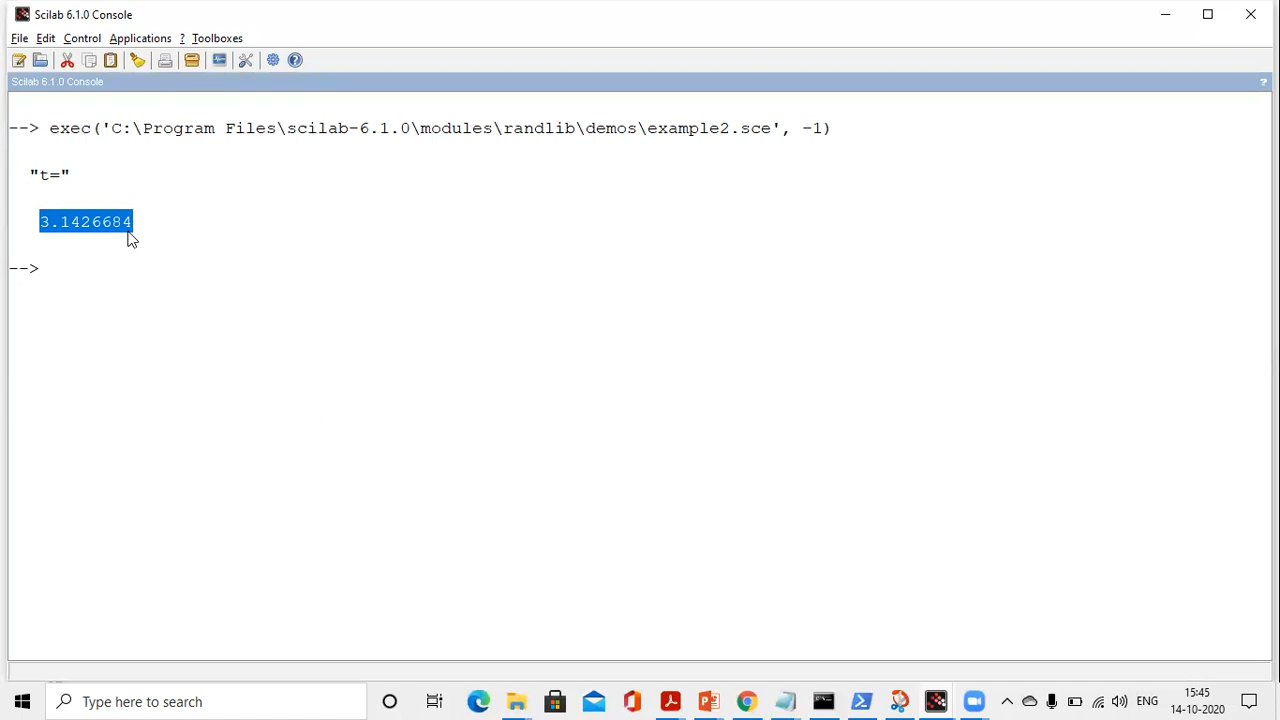 Scilab 6.1.0 Console
File Edit Control Applications ? Toolboxes
Scilab 6.1.0 Console ?
--> exec('C:\Program Files\scilab-6.1.0\modules\randlib\demos\example2.sce', -1)
"t="
3.1426684
-->
Type here to search
ENG
15:45
14-10-2020